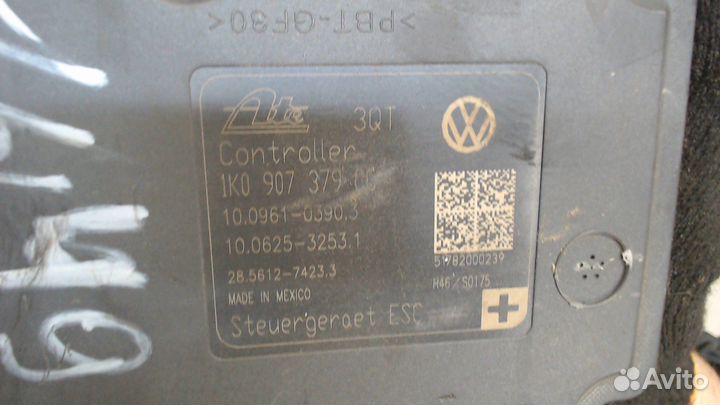 >PBT-GF30<
Ate 3QT
Controller
1K0 907 379
10.0961-0390.3
10.0625-3253.1
28.5612-7423.3
MADE IN MEXICO
Steuergeraet ESC
51782000239
H46/S0175
Avito